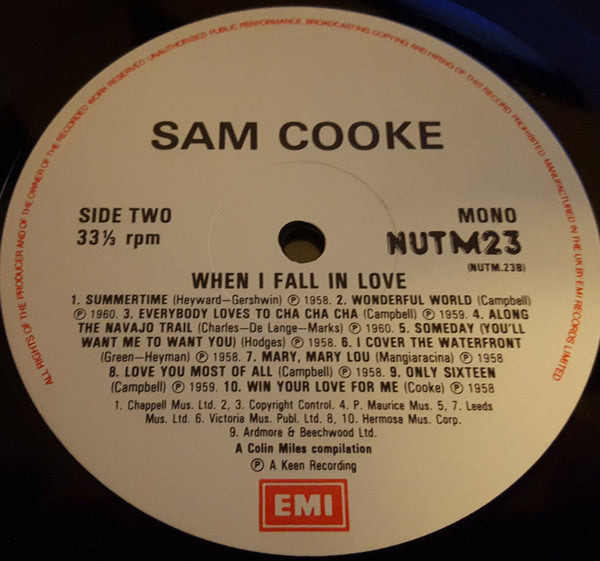 ALL RIGHTS OF THE PRODUCER AND OF THE OWNER OF THE RECORDED WORK RESERVED · UNAUTHORISED PUBLIC PERFORMANCE BROADCASTING, COPYING AND HIRING OF THIS RECORD PROHIBITED. MANUFACTURED IN THE UK BY EMI RECORDS LIMITED
SAM COOKE
SIDE TWO
33⅓ rpm
MONO
NUTM23
(NUTM.23B)
WHEN I FALL IN LOVE
1. SUMMERTIME (Heyward–Gershwin) ℗ 1958. 2. WONDERFUL WORLD (Campbell)
℗ 1960. 3. EVERYBODY LOVES TO CHA CHA CHA (Campbell) ℗ 1959. 4. ALONG
THE NAVAJO TRAIL (Charles–De Lange–Marks) ℗ 1960. 5. SOMEDAY (YOU'LL
WANT ME TO WANT YOU) (Hodges) ℗ 1958. 6. I COVER THE WATERFRONT
(Green–Heyman) ℗ 1958. 7. MARY, MARY LOU (Mangiaracina) ℗ 1958
8. LOVE YOU MOST OF ALL (Campbell) ℗ 1958. 9. ONLY SIXTEEN
(Campbell) ℗ 1959. 10. WIN YOUR LOVE FOR ME (Cooke) ℗ 1958
1. Chappell Mus. Ltd. 2, 3. Copyright Control. 4. P. Maurice Mus. 5, 7. Leeds
Mus. Ltd. 6. Victoria Mus. Publ. Ltd. 8, 10. Hermosa Mus. Corp.
9. Ardmore & Beechwood Ltd.
A Colin Miles compilation
℗ A Keen Recording
EMI